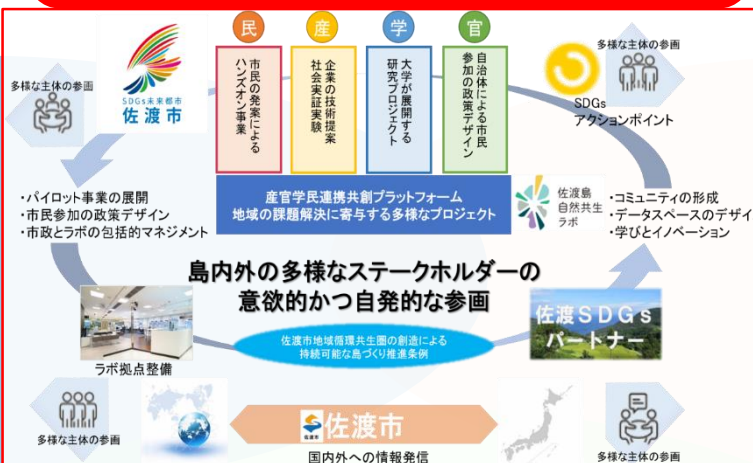 民
産
学
官
市民の発案による
ハンズオン事業
企業の技術提案
社会実証実験
大学が展開する
研究プロジェクト
自治体による市民
参加の政策デザイン
多様な主体の参画
SDGs未来都市
佐渡市
多様な主体の参画
SDGs
アクションポイント
・パイロット事業の展開
・市民参加の政策デザイン
・市政とラボの包括的マネジメント
産官学民連携共創プラットフォーム
地域の課題解決に寄与する多様なプロジェクト
佐渡島
自然共生
ラボ
・コミュニティの形成
・データスペースのデザイ
・学びとイノベーション
島内外の多様なステークホルダーの
意欲的かつ自発的な参画
佐渡SDGs
パートナー
佐渡市地域循環共生圏の創造による
持続可能な島づくり推進条例
ラボ拠点整備
多様な主体の参画
佐渡市
佐渡市
国内外への情報発信
多様な主体の参画